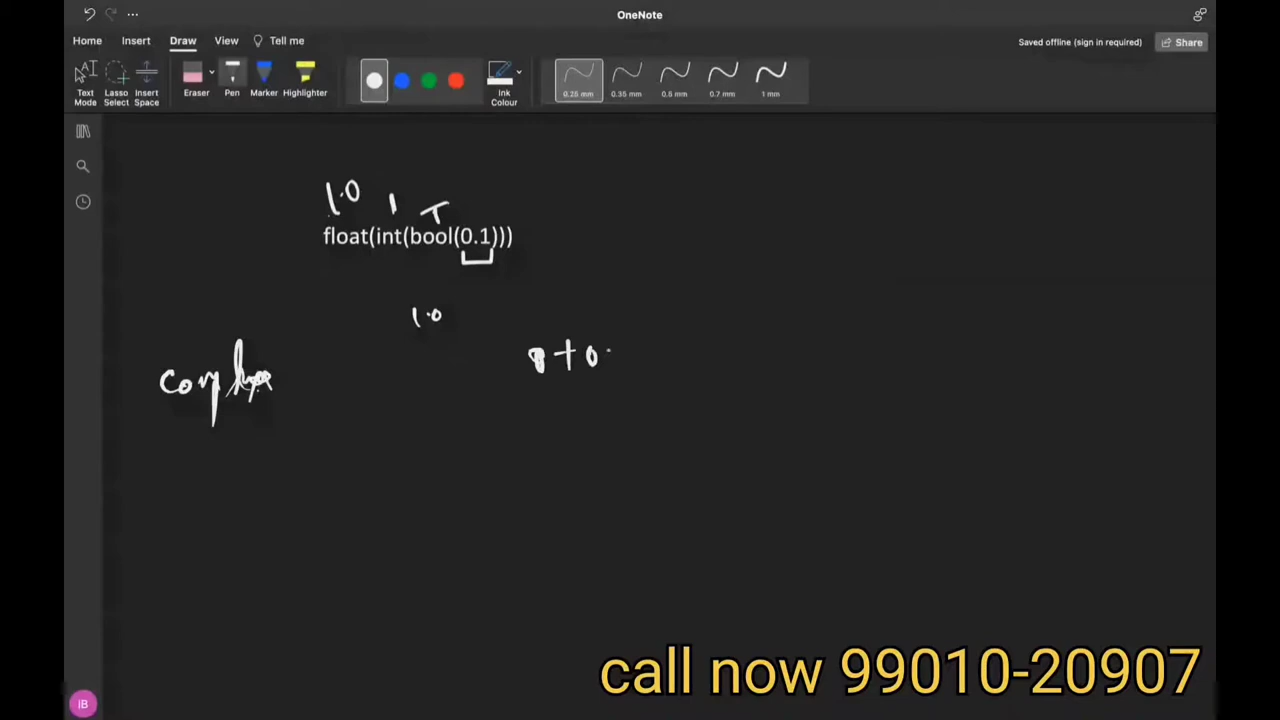 OneNote
Home Insert Draw View Tell me
Saved offline (sign in required) Share
Text Mode
Lasso Select
Insert Space
Eraser
Pen
Marker
Highlighter
Ink Colour
0.25 mm 0.35 mm 0.5 mm 0.7 mm 1 mm
1.0 1 T
float(int(bool(0.1)))
1.0
+ 0.
call now 99010-20907
iB